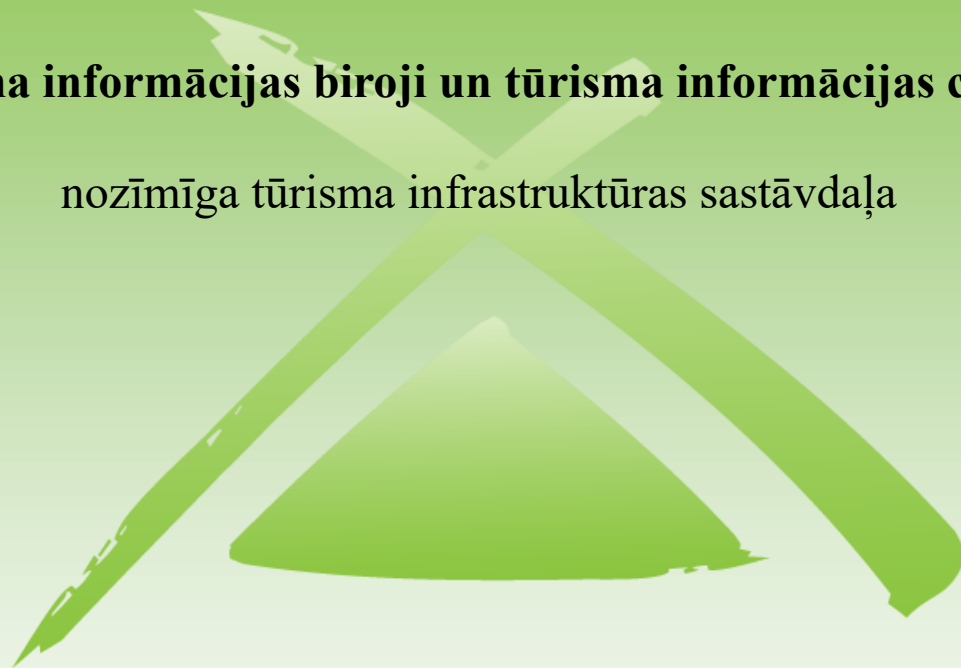 informācijas biroji un tūrisma informācijas
nozīmīga tūrisma infrastruktūras sastāvdaļa